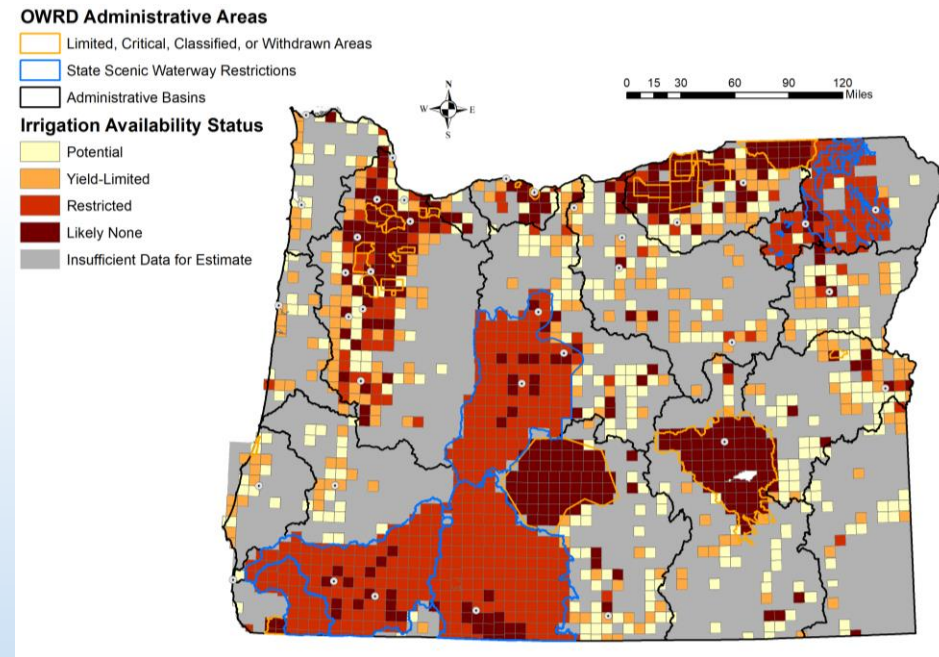 OWRD Administrative Areas
Limited, Critical, Classified, or Withdrawn Areas
State Scenic Waterway Restrictions
Administrative Basins
Irrigation Availability Status
Potential
Yield-Limited
Restricted
Likely None
Insufficient Data for Estimate
N
W E
S
0 15 30 60 90 120
Miles